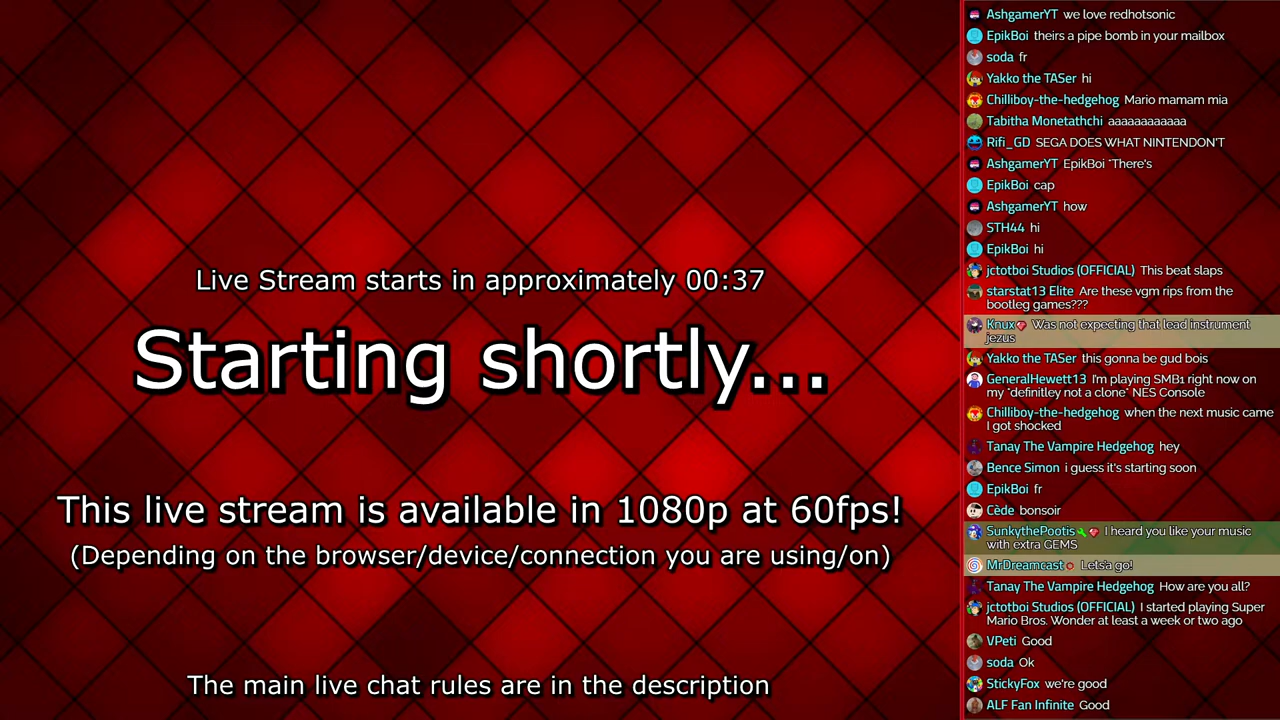 Live Stream starts in approximately 00:37
Starting shortly...
This live stream is available in 1080p at 60fps!
(Depending on the browser/device/connection you are using/on)
The main live chat rules are in the description
AshgamerYT we love redhotsonic
EpikBoi theirs a pipe bomb in your mailbox
soda fr
Yakko the TASer hi
Chilliboy-the-hedgehog Mario mamam mia
Tabitha Monetathchi aaaaaaaaaaaa
Rifi_GD SEGA DOES WHAT NINTENDON'T
AshgamerYT EpikBoi *There's
EpikBoi cap
AshgamerYT how
STH44 hi
EpikBoi hi
jctotboi Studios (OFFICIAL) This beat slaps
starstat13 Elite Are these vgm rips from the
bootleg games???
Knux Was not expecting that lead instrument
jezus
Yakko the TASer this gonna be gud bois
GeneralHewett13 I'm playing SMB1 right now on
my *definitley not a clone* NES Console
Chilliboy-the-hedgehog when the next music came
I got shocked
Tanay The Vampire Hedgehog hey
Bence Simon i guess it's starting soon
EpikBoi fr
Cède bonsoir
SunkythePootis I heard you like your music
with extra GEMS
MrDreamcast Lets'a go!
Tanay The Vampire Hedgehog How are you all?
jctotboi Studios (OFFICIAL) I started playing Super
Mario Bros. Wonder at least a week or two ago
VPeti Good
soda Ok
StickyFox we're good
ALF Fan Infinite Good